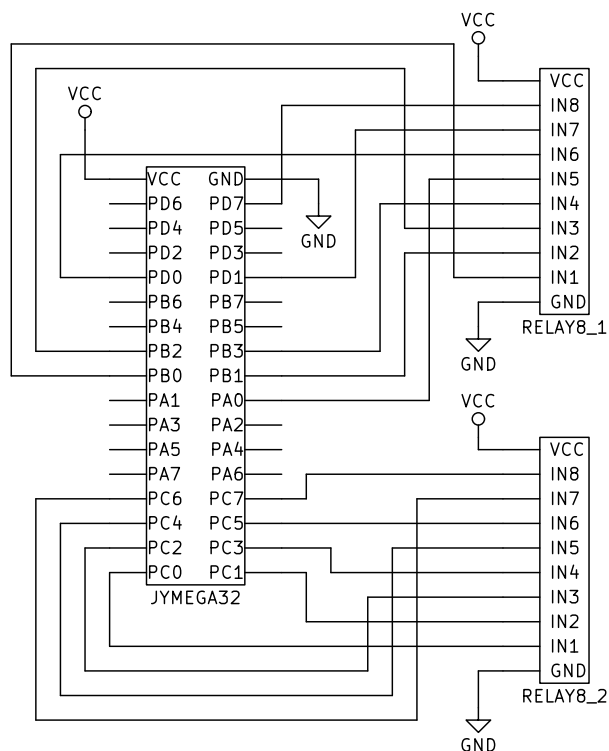 VCC
VCC
VCC
IN8
IN7
IN6
IN5
IN4
IN3
IN2
IN1
GND
RELAY8_1
GND
VCC GND
PD6 PD7
PD4 PD5
PD2 PD3
PD0 PD1
PB6 PB7
PB4 PB5
PB2 PB3
PB0 PB1
PA1 PA0
PA3 PA2
PA5 PA4
PA7 PA6
PC6 PC7
PC4 PC5
PC2 PC3
PC0 PC1
JYMEGA32
GND
VCC
VCC
IN8
IN7
IN6
IN5
IN4
IN3
IN2
IN1
GND
RELAY8_2
GND